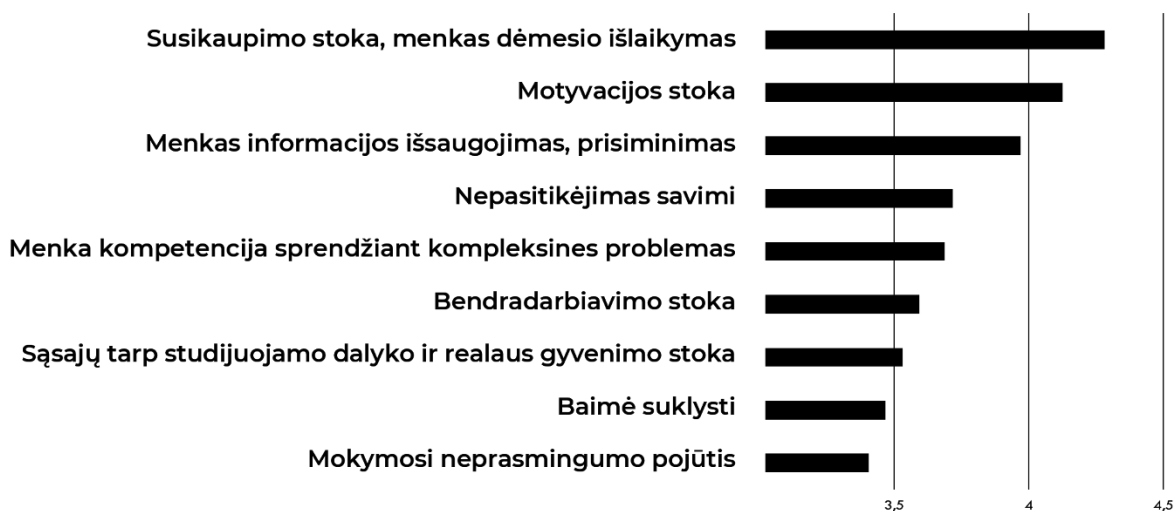 Susikaupimo stoka, menkas dėmesio išlaikymas
Motyvacijos stoka
Menkas informacijos išsaugojimas, prisiminimas
Nepasitikėjimas savimi
Menka kompetencija sprendžiant kompleksines problemas
Bendradarbiavimo stoka
Sąsajų tarp studijuojamo dalyko ir realaus gyvenimo stoka
Baimė suklysti
Mokymosi neprasmingumo pojūtis
3,5 4 4,5